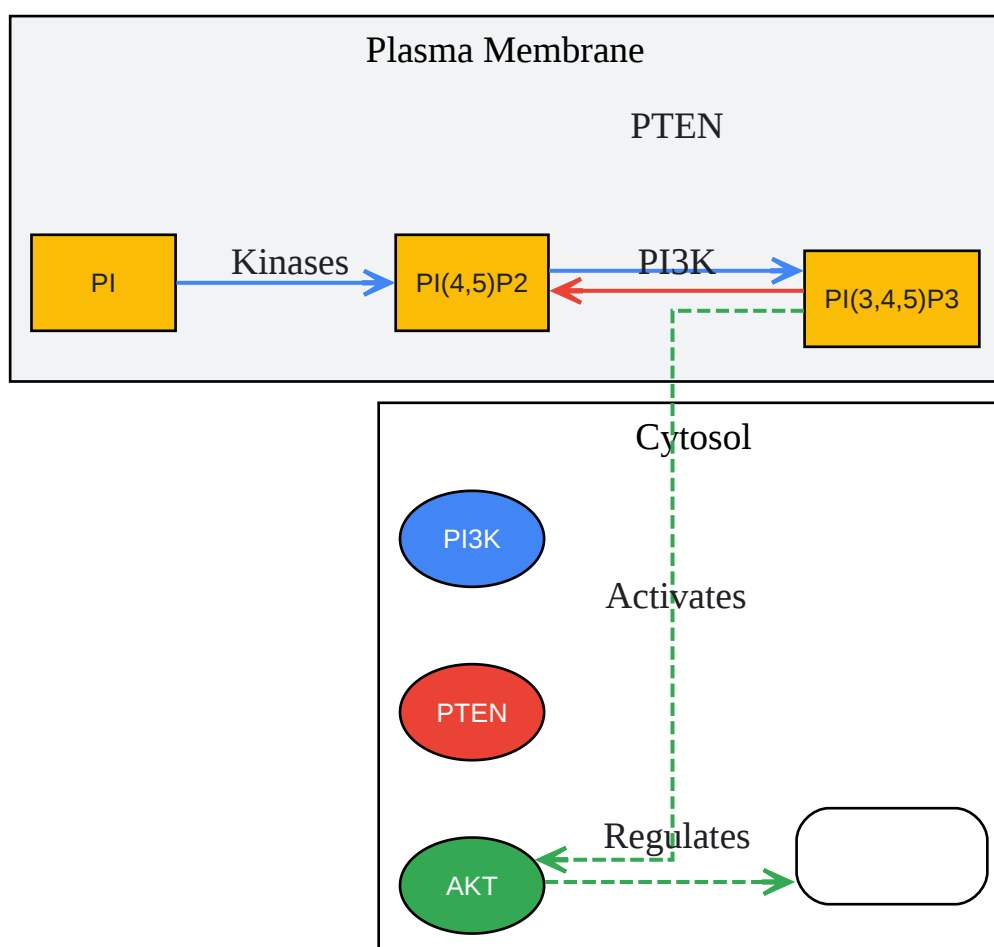 Plasma Membrane
PTEN
PI
Kinases
PI(4,5)P2
PI3K
PI(3,4,5)P3
Cytosol
PI3K
Activates
PTEN
Regulates
AKT